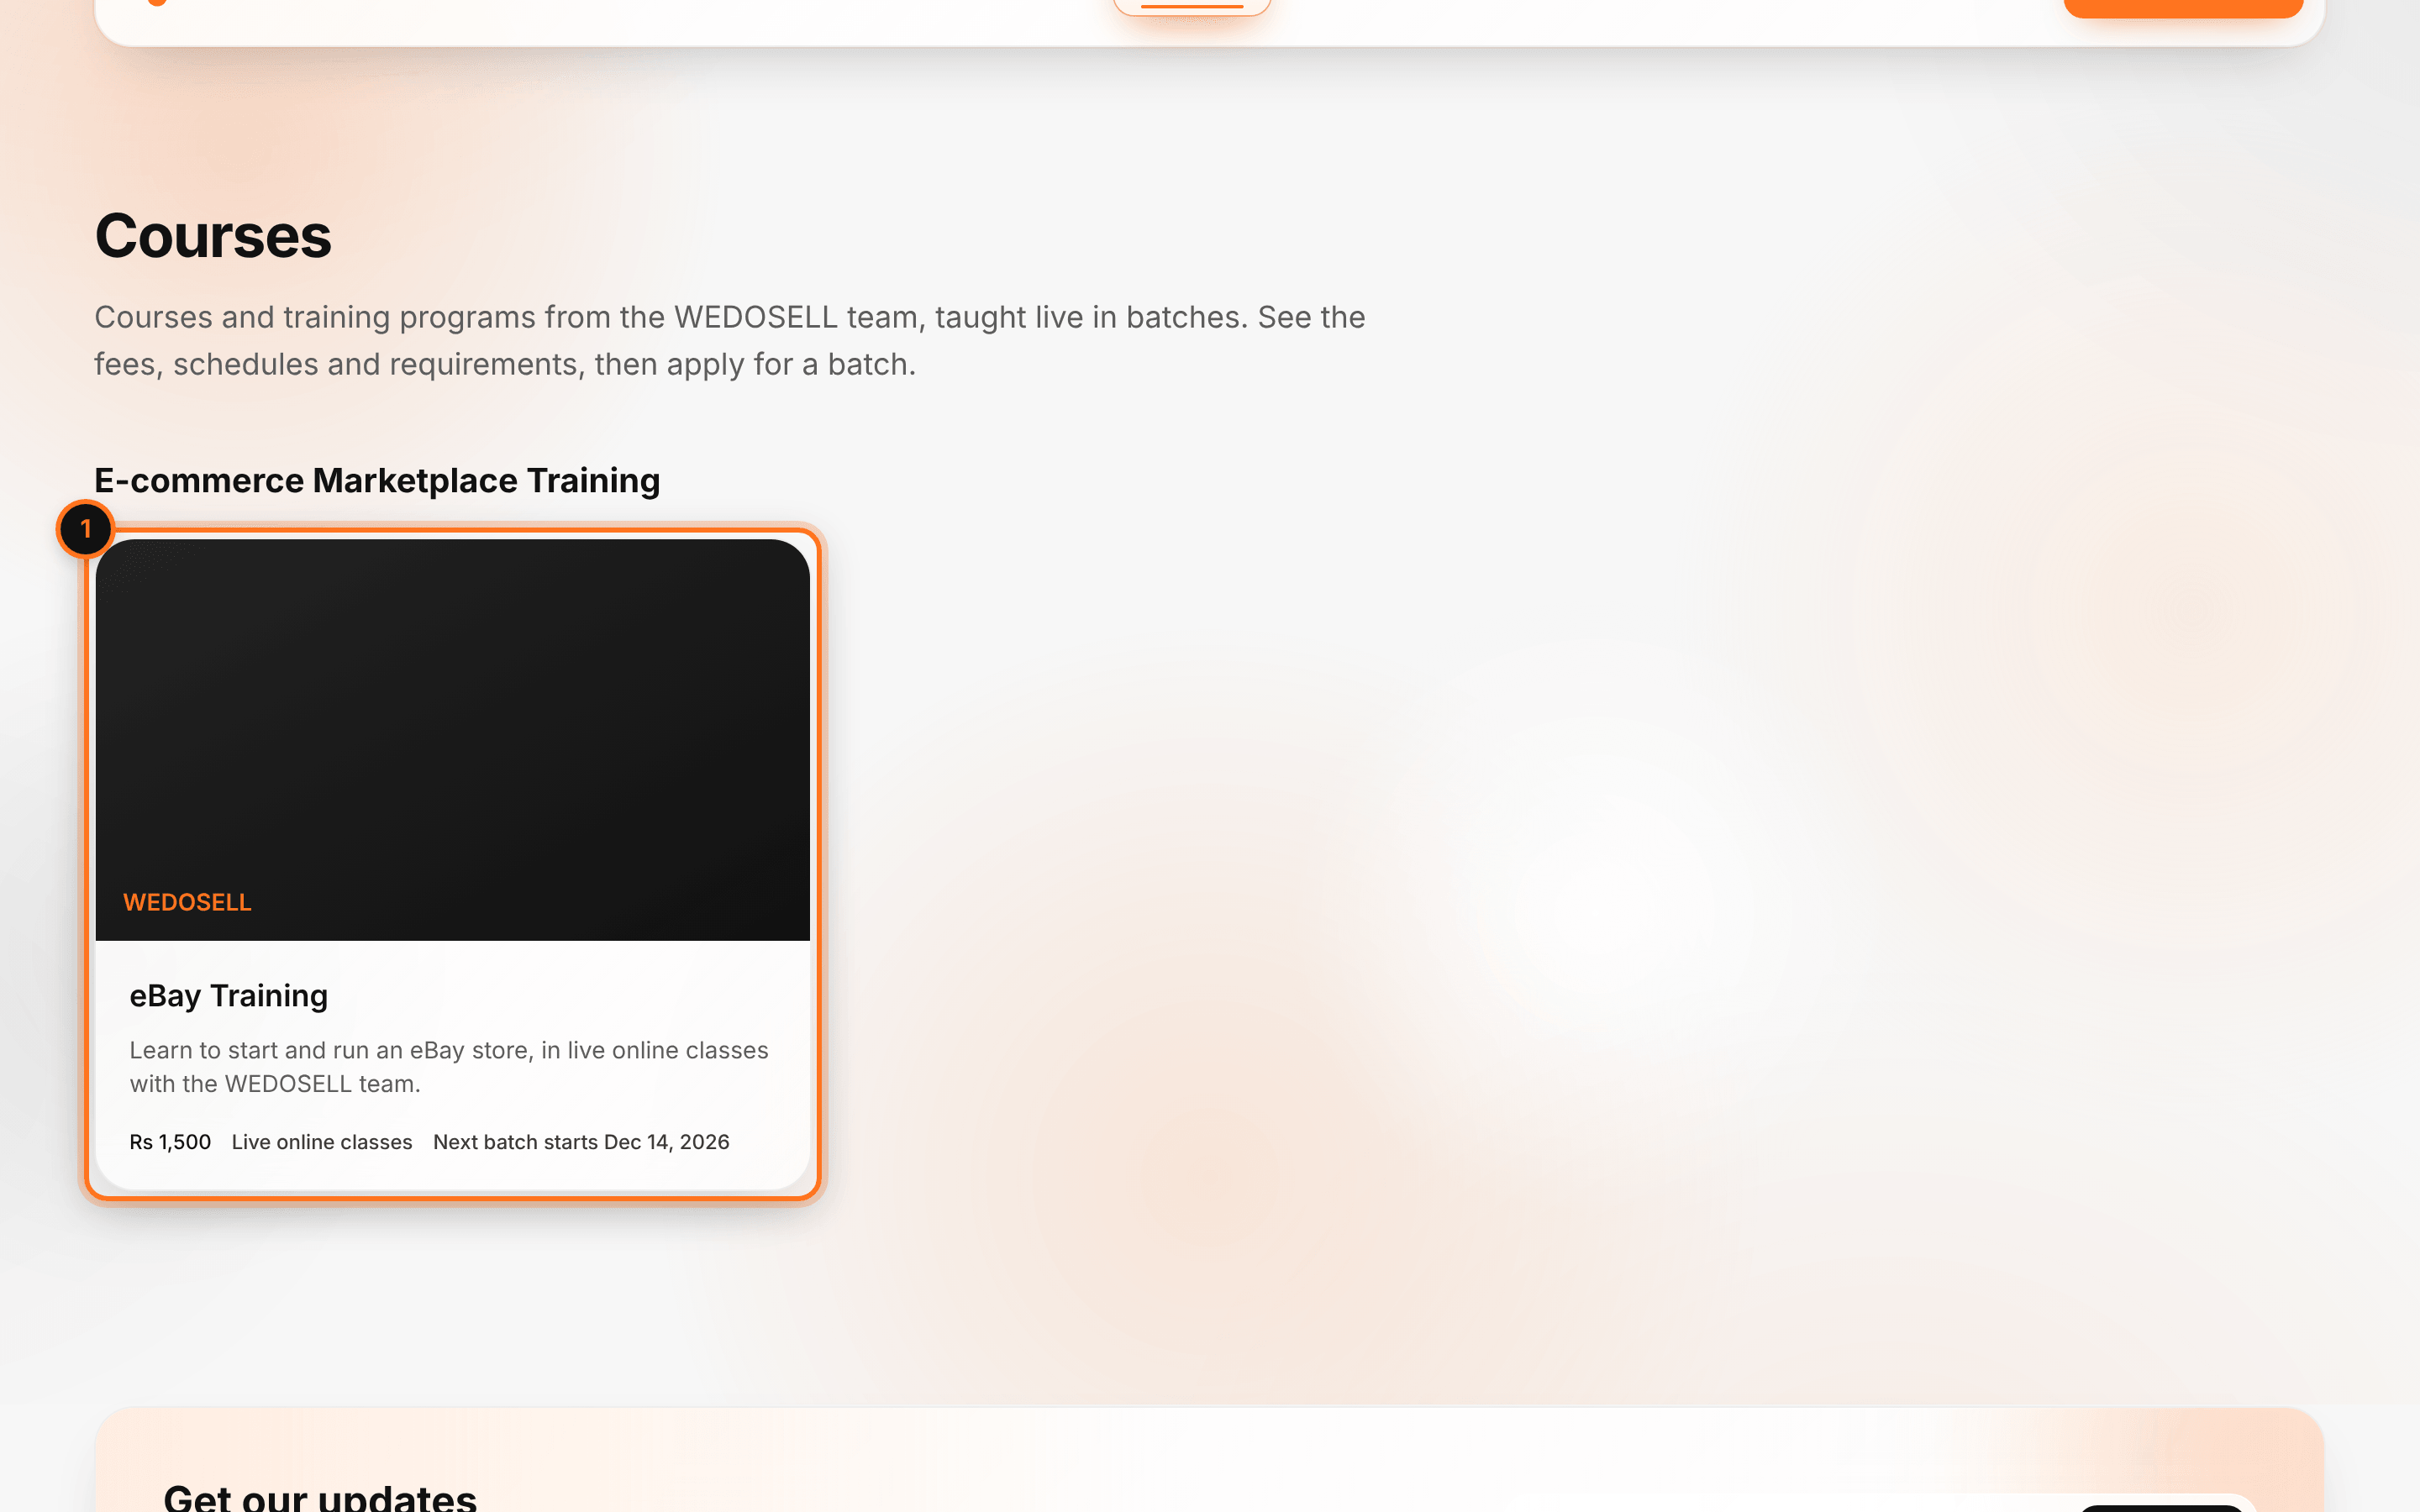 Courses
Courses and training programs from the WEDOSELL team, taught live in batches. See the
fees, schedules and requirements, then apply for a batch.
E-commerce Marketplace Training
1
WEDOSELL
eBay Training
Learn to start and run an eBay store, in live online classes
with the WEDOSELL team.
Rs 1,500 Live online classes Next batch starts Dec 14, 2026
Get our updates